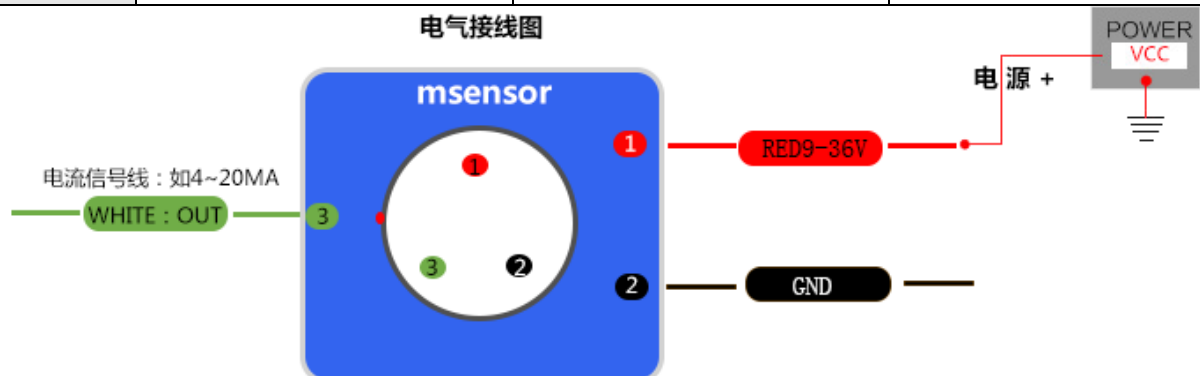 电气接线图
POWER
VCC
电 源 +
msensor
1
RED9-36V
1
电流信号线：如4~20MA
WHITE：OUT
3
3
2
2
GND